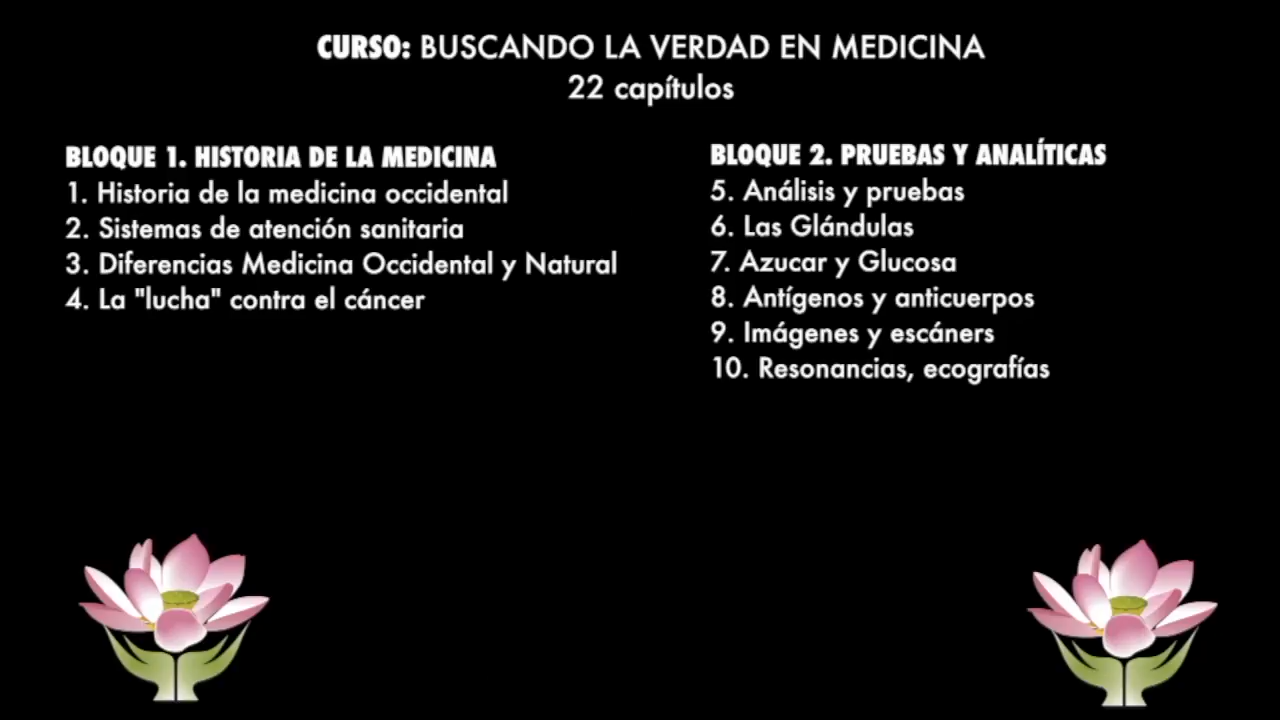 CURSO: BUSCANDO LA VERDAD EN MEDICINA
22 capítulos
BLOQUE 1. HISTORIA DE LA MEDICINA
1. Historia de la medicina occidental
2. Sistemas de atención sanitaria
3. Diferencias Medicina Occidental y Natural
4. La "lucha" contra el cáncer
BLOQUE 2. PRUEBAS Y ANALÍTICAS
5. Análisis y pruebas
6. Las Glándulas
7. Azucar y Glucosa
8. Antígenos y anticuerpos
9. Imágenes y escáners
10. Resonancias, ecografías